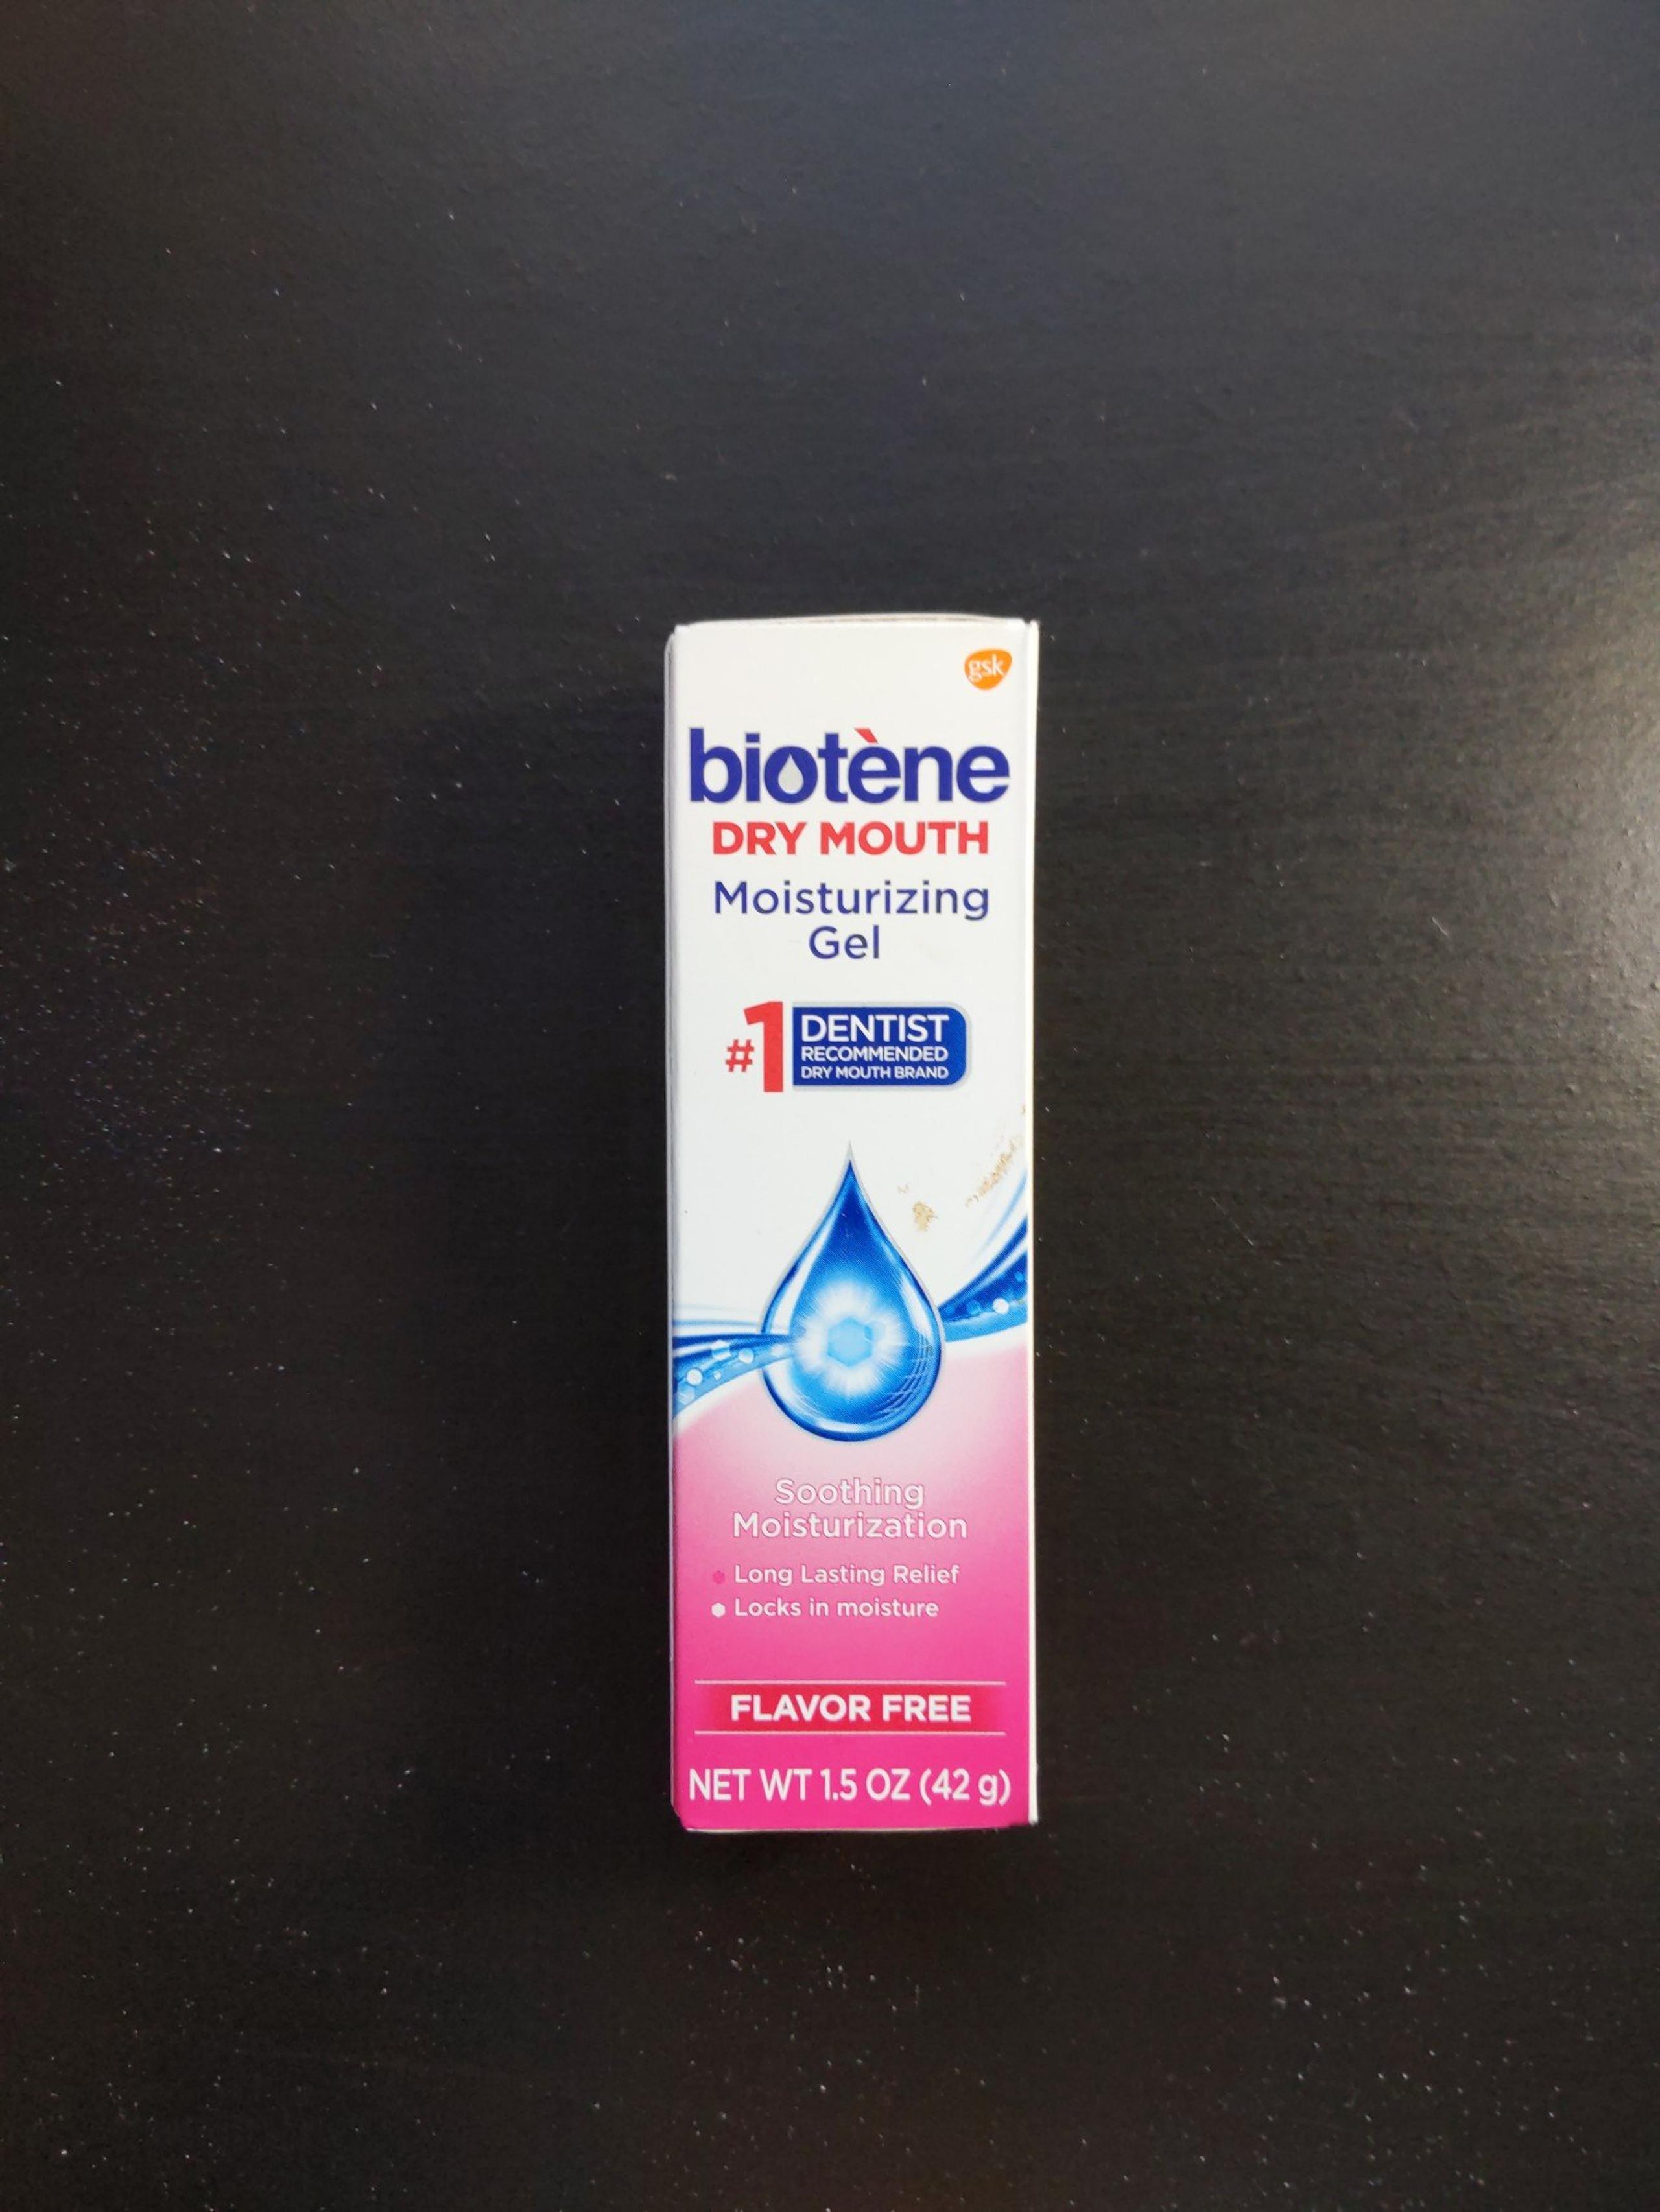 gsk
biotène
DRY MOUTH
Moisturizing
Gel
#1 DENTIST
RECOMMENDED
DRY MOUTH BRAND
Soothing
Moisturization
Long Lasting Relief
Locks in moisture
FLAVOR FREE
NET WT 1.5 OZ (42 g)